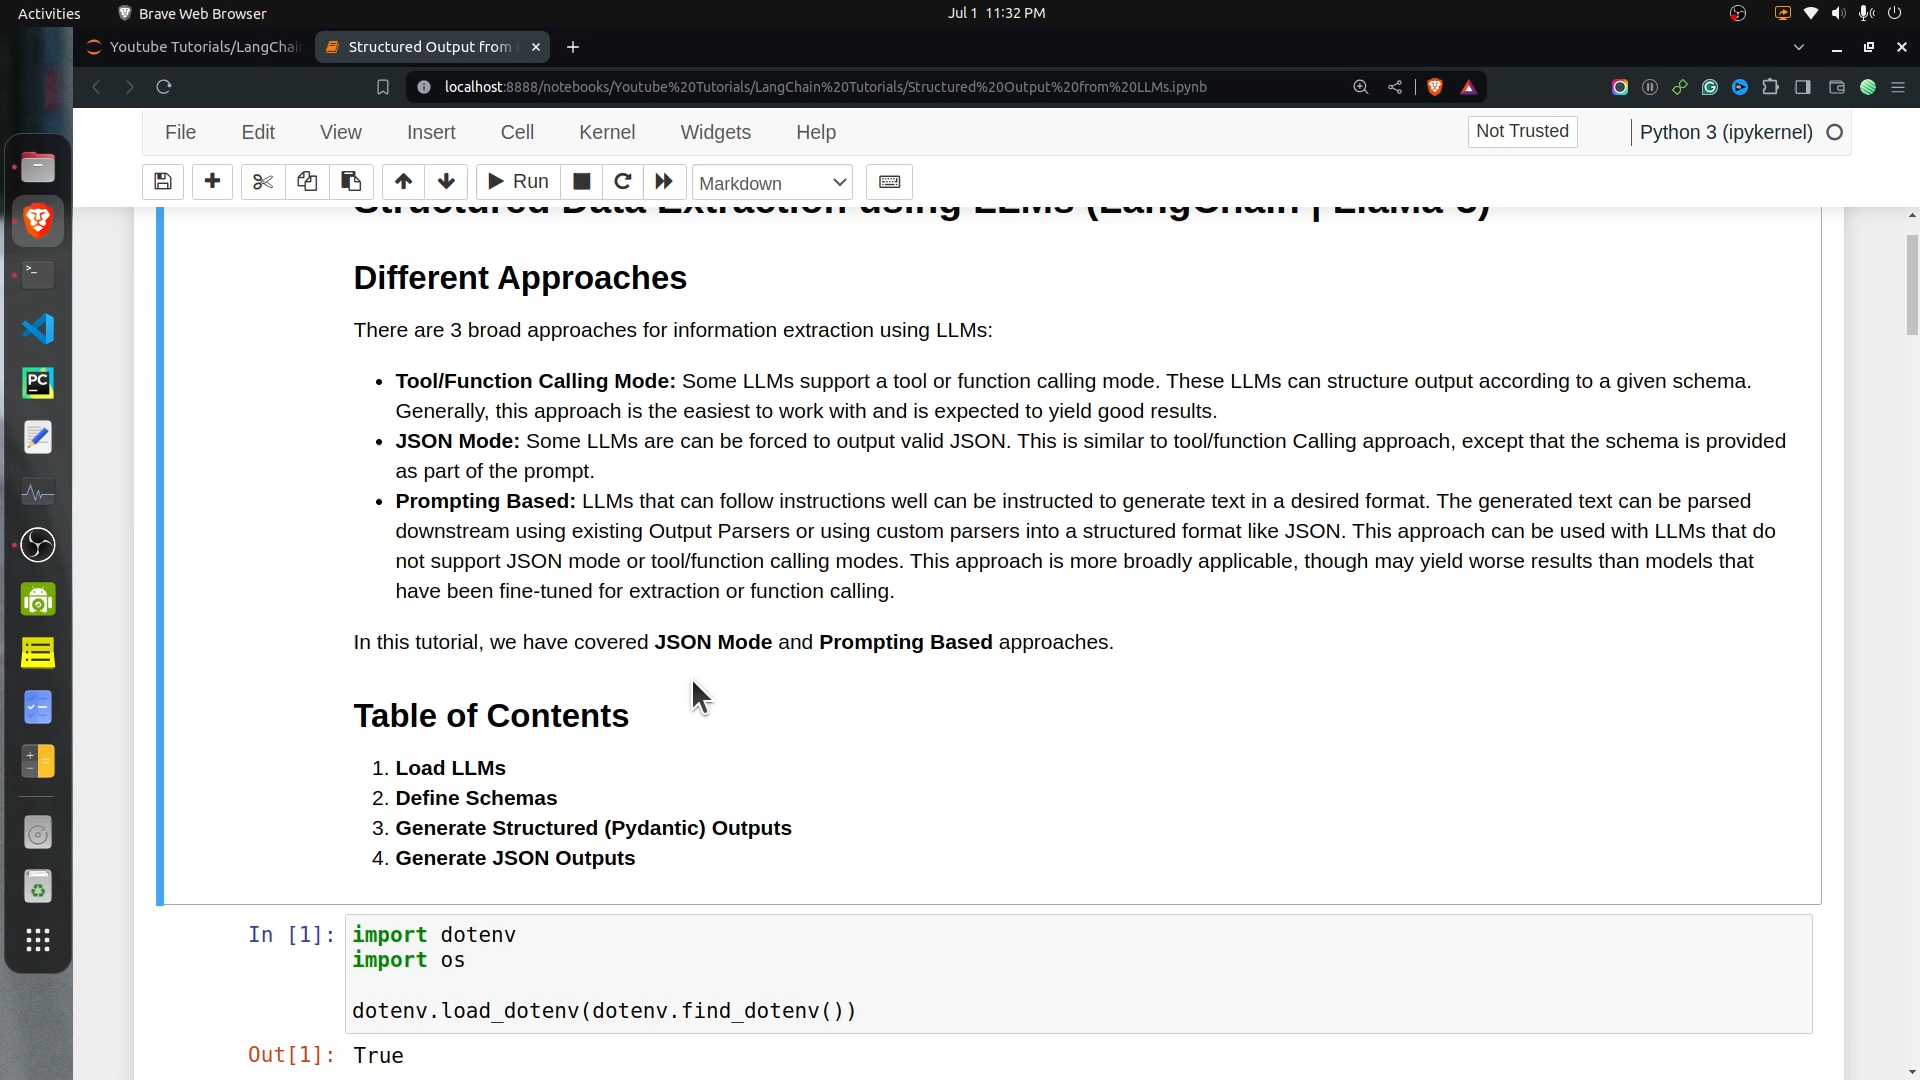 Activities
Brave Web Browser
Jul 1 11:32 PM
Youtube Tutorials/LangChain
Structured Output from
localhost:8888/notebooks/Youtube%20Tutorials/LangChain%20Tutorials/Structured%20Output%20from%20LLMs.ipynb
File Edit View Insert Cell Kernel Widgets Help
Not Trusted
Python 3 (ipykernel)
Run
Markdown
Structured Data Extraction using LLMs (LangChain | LlaMa 3)
Different Approaches
There are 3 broad approaches for information extraction using LLMs:
• Tool/Function Calling Mode: Some LLMs support a tool or function calling mode. These LLMs can structure output according to a given schema.
Generally, this approach is the easiest to work with and is expected to yield good results.
• JSON Mode: Some LLMs are can be forced to output valid JSON. This is similar to tool/function Calling approach, except that the schema is provided
as part of the prompt.
• Prompting Based: LLMs that can follow instructions well can be instructed to generate text in a desired format. The generated text can be parsed
downstream using existing Output Parsers or using custom parsers into a structured format like JSON. This approach can be used with LLMs that do
not support JSON mode or tool/function calling modes. This approach is more broadly applicable, though may yield worse results than models that
have been fine-tuned for extraction or function calling.
In this tutorial, we have covered JSON Mode and Prompting Based approaches.
Table of Contents
1. Load LLMs
2. Define Schemas
3. Generate Structured (Pydantic) Outputs
4. Generate JSON Outputs
In [1]:
import dotenv
import os
dotenv.load_dotenv(dotenv.find_dotenv())
Out[1]: True